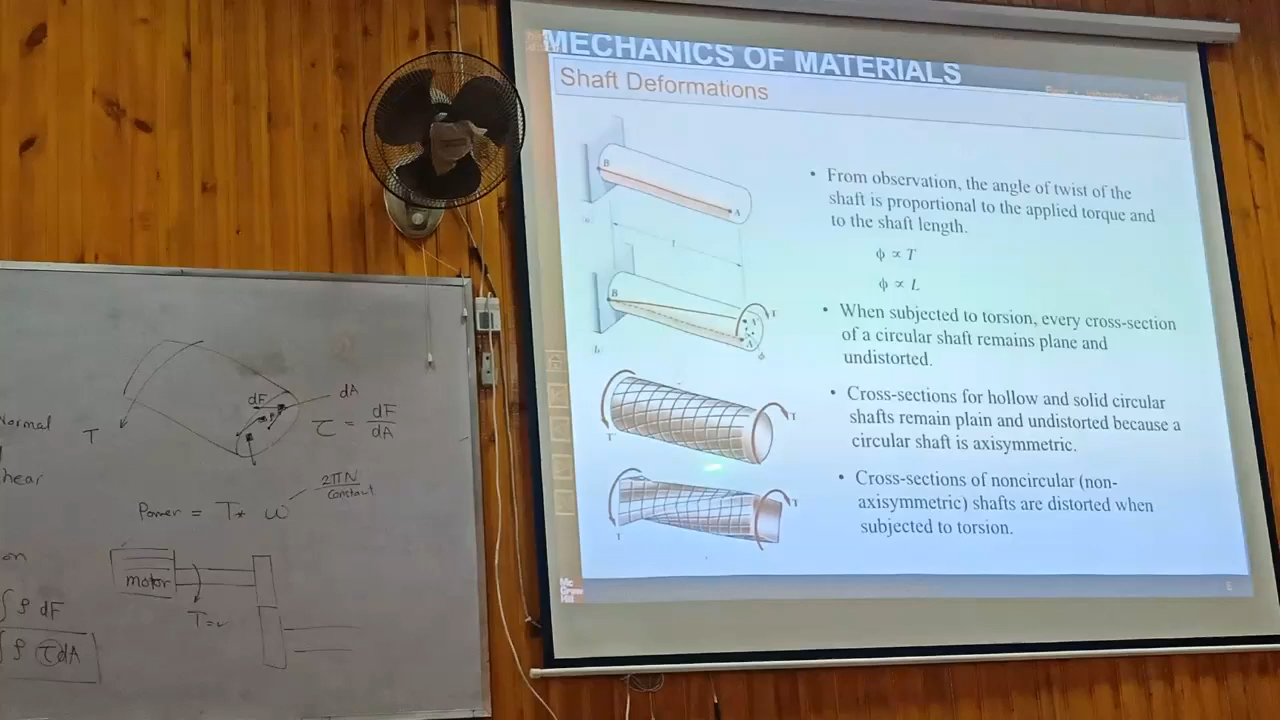 MECHANICS OF MATERIALS
Shaft Deformations
• From observation, the angle of twist of the
shaft is proportional to the applied torque and
to the shaft length.
ϕ ∝ T
ϕ ∝ L
• When subjected to torsion, every cross-section
of a circular shaft remains plane and
undistorted.
• Cross-sections for hollow and solid circular
shafts remain plain and undistorted because a
circular shaft is axisymmetric.
• Cross-sections of noncircular (non-
axisymmetric) shafts are distorted when
subjected to torsion.
B
A
L
B
T
A'
A
ϕ
T
T
T
T
Mc
Graw
Hill
Normal
hear
on
∫ ρ dF
∫ ρ τ dA
T
dF
dA
ρ
τ = dF
dA
Power = T * ω
2πN
Constant
motor